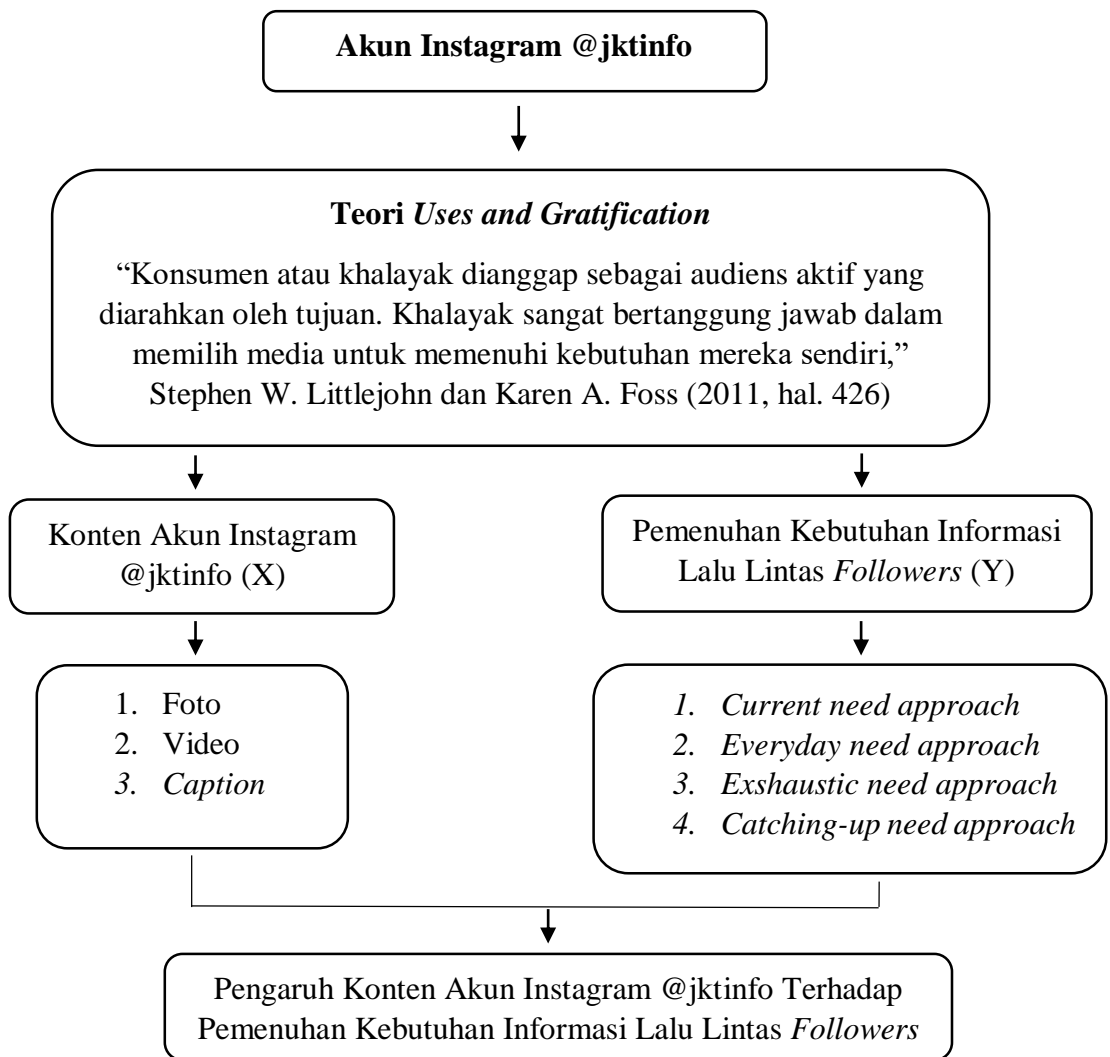 Akun Instagram @jktinfo
Teori Uses and Gratification
“Konsumen atau khalayak dianggap sebagai audiens aktif yang
diarahkan oleh tujuan. Khalayak sangat bertanggung jawab dalam
memilih media untuk memenuhi kebutuhan mereka sendiri,”
Stephen W. Littlejohn dan Karen A. Foss (2011, hal. 426)
Konten Akun Instagram
@jktinfo (X)
Pemenuhan Kebutuhan Informasi
Lalu Lintas Followers (Y)
1. Foto
2. Video
3. Caption
1. Current need approach
2. Everyday need approach
3. Exshaustic need approach
4. Catching-up need approach
Pengaruh Konten Akun Instagram @jktinfo Terhadap
Pemenuhan Kebutuhan Informasi Lalu Lintas Followers